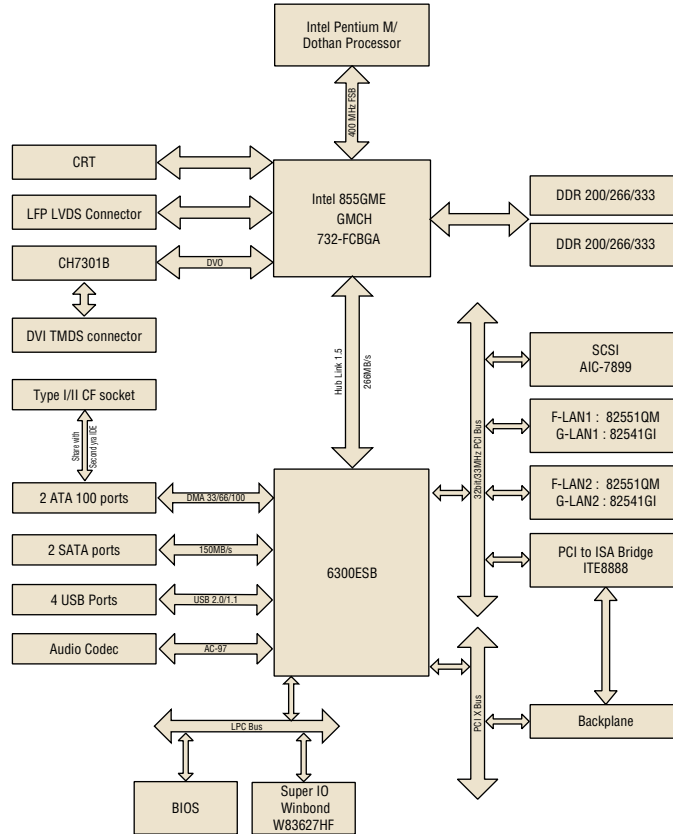 Intel Pentium M/
Dothan Processor
400 MHz FSB
CRT
Intel 855GME
GMCH
732-FCBGA
DDR 200/266/333
LFP LVDS Connector
DDR 200/266/333
CH7301B
DVO
DVI TMDS connector
Hub Link 1.5
266MB/s
32bit/33MHz PCI Bus
SCSI
AIC-7899
Type I/II CF socket
Share with
Second yra IDE
F-LAN1 : 82551QM
G-LAN1 : 82541GI
2 ATA 100 ports
DMA 33/66/100
6300ESB
F-LAN2 : 82551QM
G-LAN2 : 82541GI
2 SATA ports
150MB/s
PCI to ISA Bridge
ITE8888
4 USB Ports
USB 2.0/1.1
Audio Codec
AC-97
PCI X Bus
Backplane
LPC Bus
BIOS
Super IO
Winbond
W83627HF